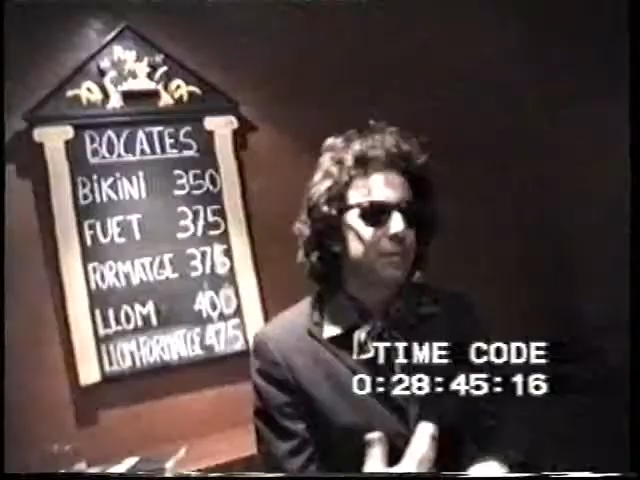 BOCATES
BIKINI 350
FUET 375
FORMATGE 375
LLOM 400
LLOM-FORMATGE 475
TIME CODE
0:28:45:16